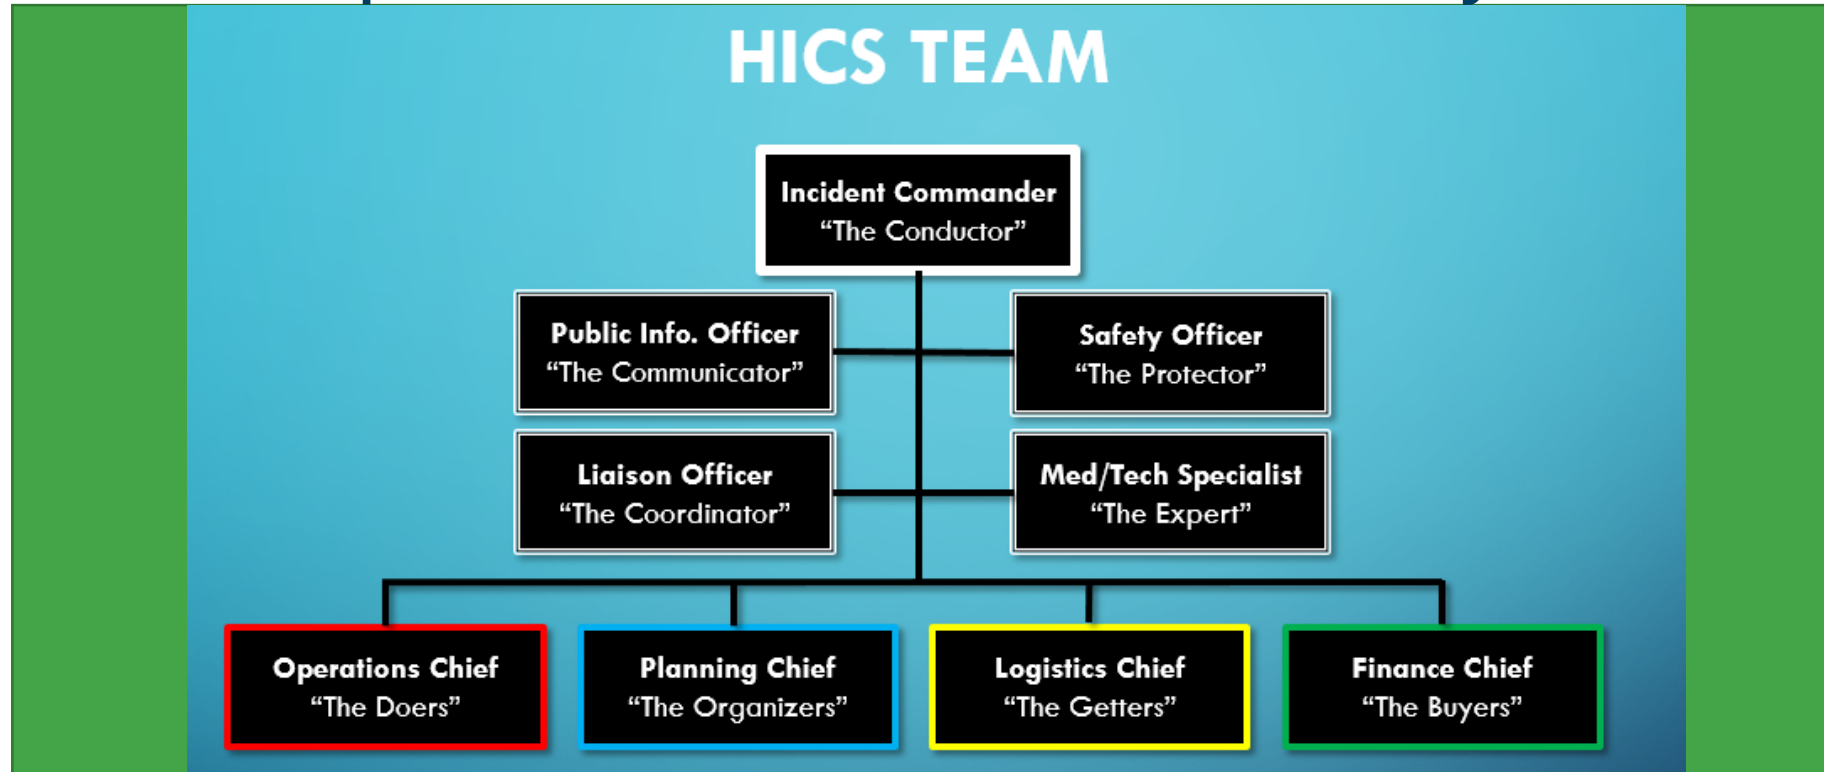 HICS TEAM
Incident Commander
“The Conductor”
Public Info. Officer
“The Communicator”
Safety Officer
“The Protector”
Liaison Officer
“The Coordinator”
Med/Tech Specialist
“The Expert”
Operations Chief
“The Doers”
Planning Chief
“The Organizers”
Logistics Chief
“The Getters”
Finance Chief
“The Buyers”